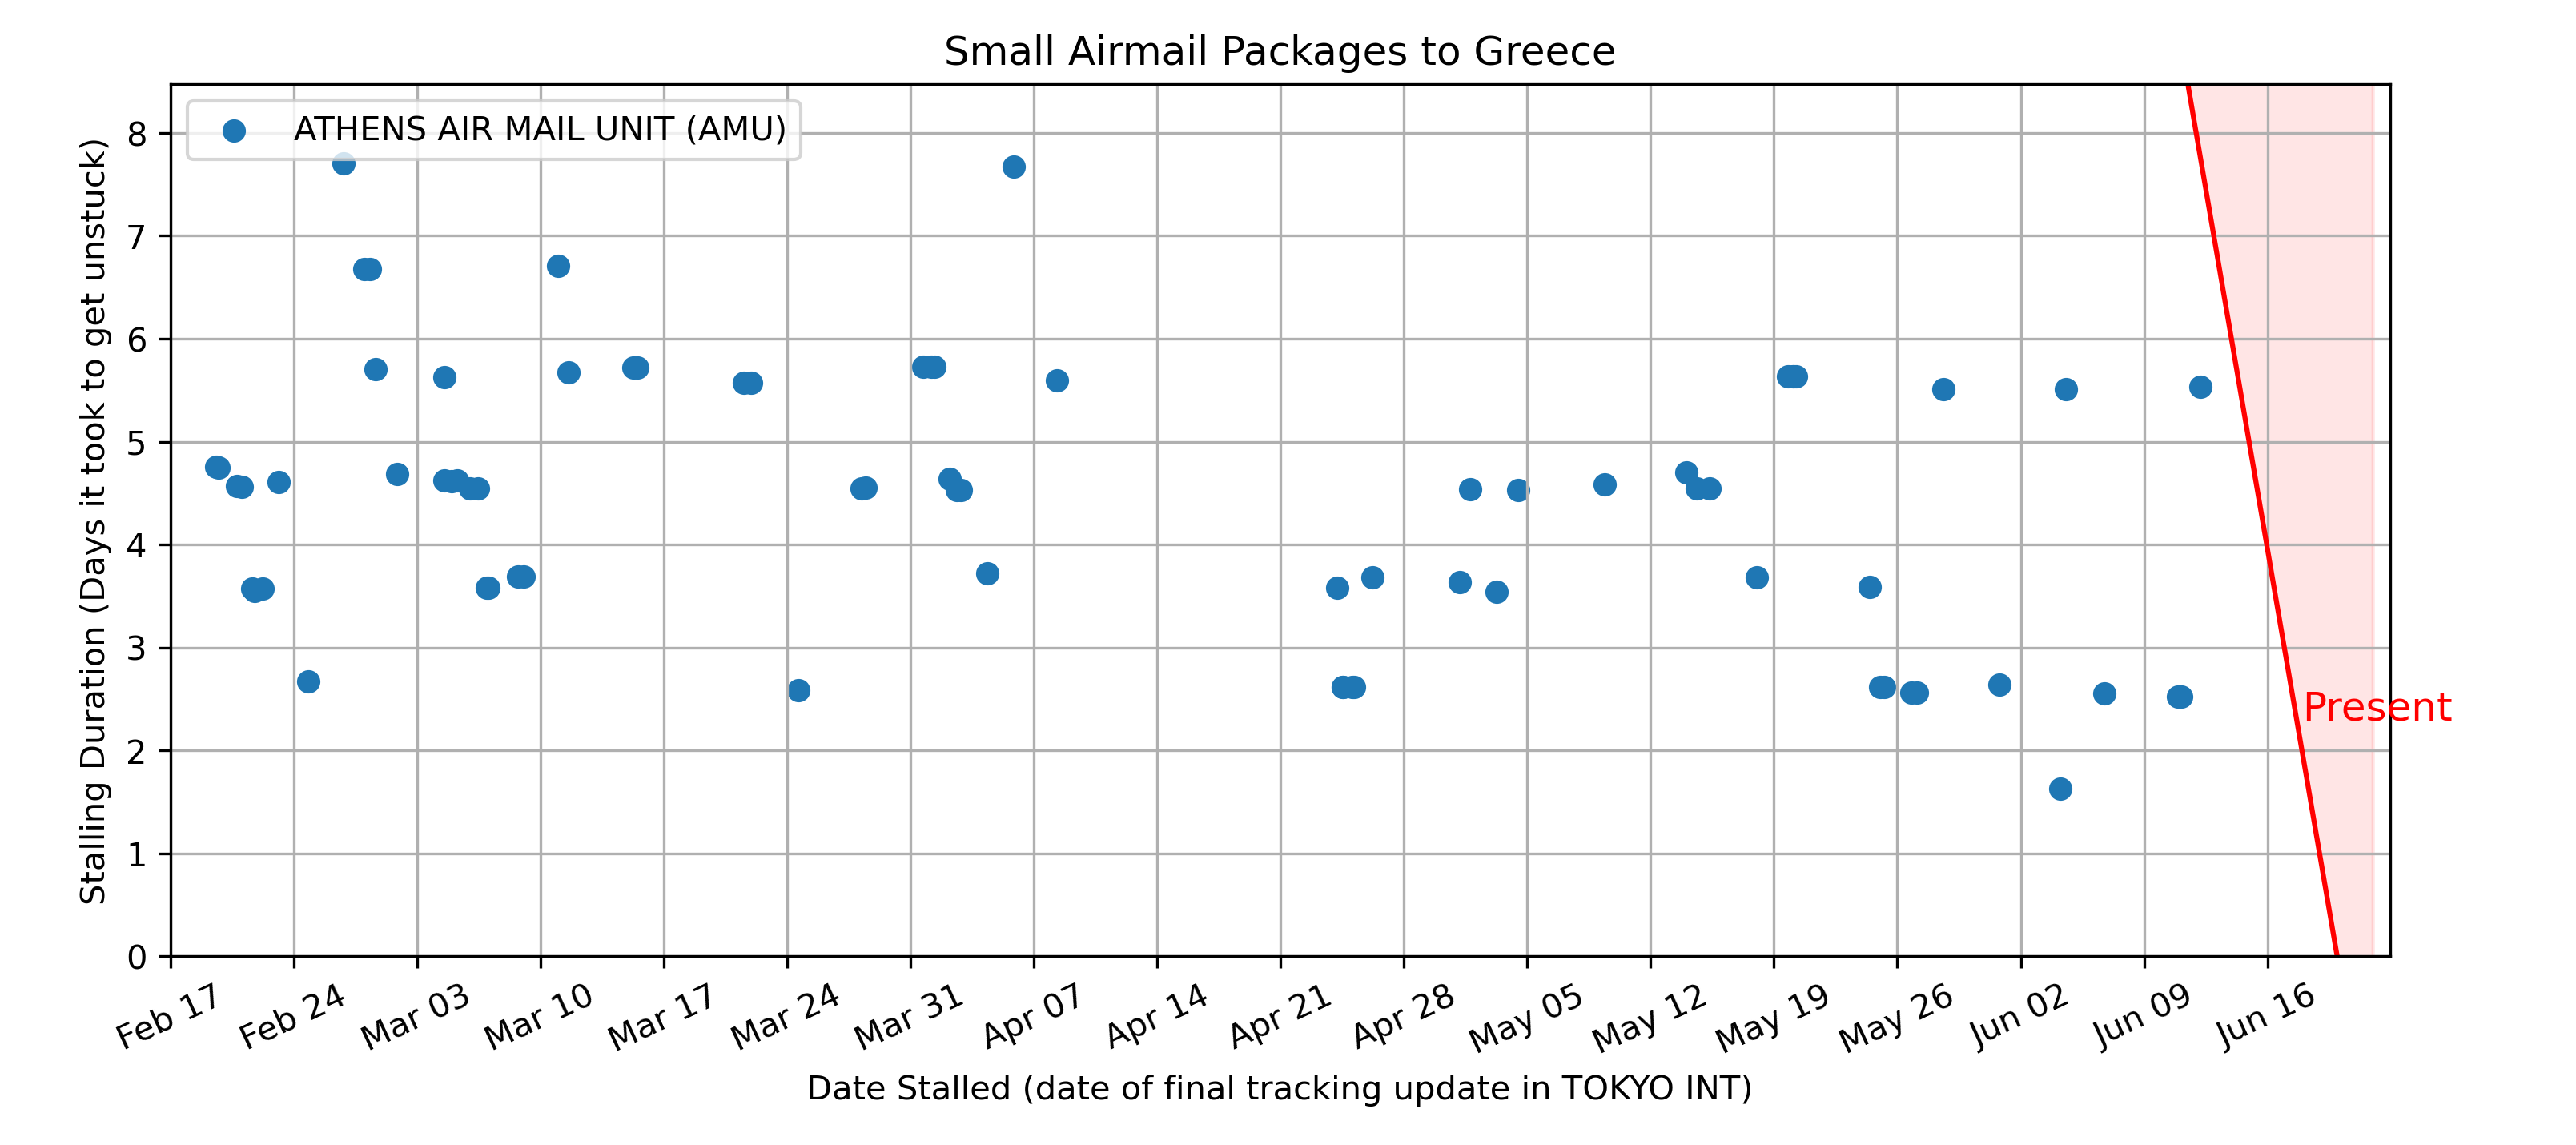 Small Airmail Packages to Greece
ATHENS AIR MAIL UNIT (AMU)
Stalling Duration (Days it took to get unstuck)
8
7
6
5
4
3
2
1
0
Present
Feb 17 Feb 24 Mar 03 Mar 10 Mar 17 Mar 24 Mar 31 Apr 07 Apr 14 Apr 21 Apr 28 May 05 May 12 May 19 May 26 Jun 02 Jun 09 Jun 16
Date Stalled (date of final tracking update in TOKYO INT)